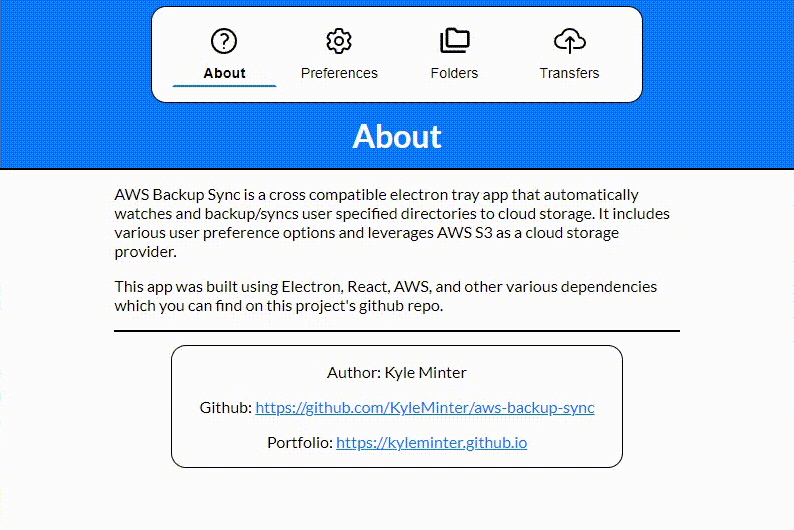 About
Preferences
Folders
Transfers
About
AWS Backup Sync is a cross compatible electron tray app that automatically
watches and backup/syncs user specified directories to cloud storage. It includes
various user preference options and leverages AWS S3 as a cloud storage
provider.
This app was built using Electron, React, AWS, and other various dependencies
which you can find on this project's github repo.
Author: Kyle Minter
Github: https://github.com/KyleMinter/aws-backup-sync
Portfolio: https://kyleminter.github.io